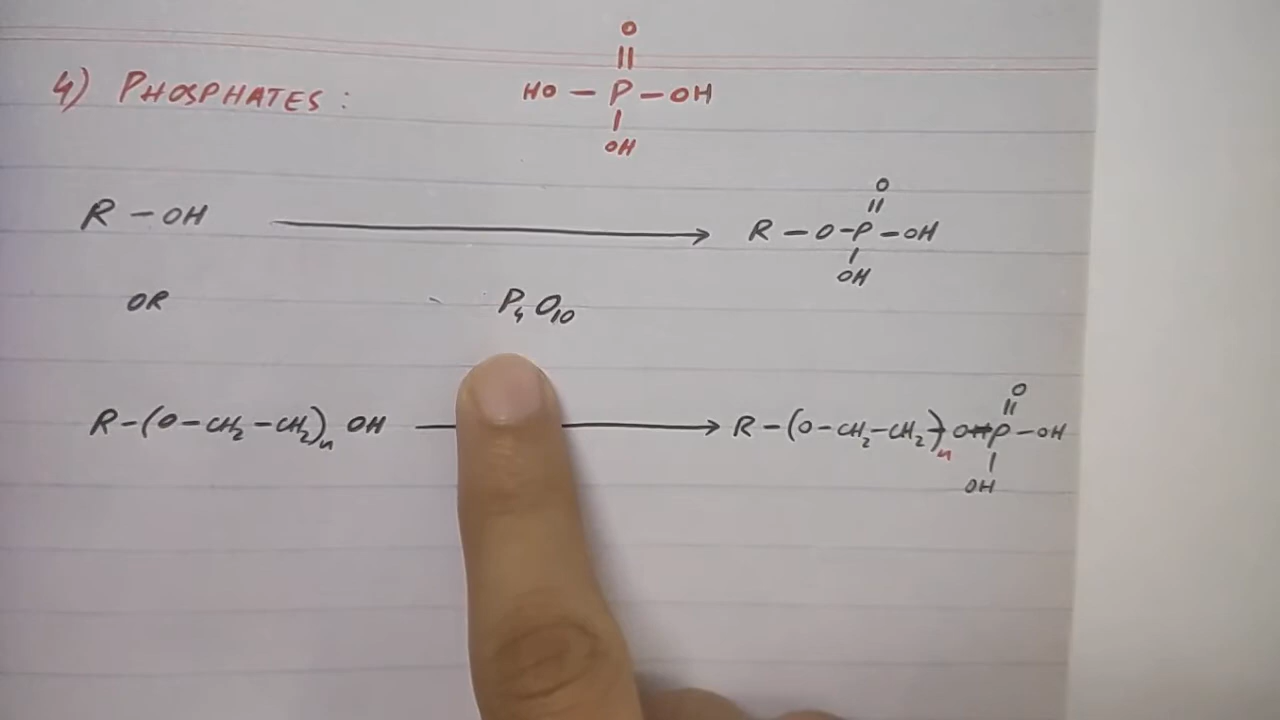 O
||
4) PHOSPHATES: HO - P - OH
|
OH
O
||
R - OH → R - O - P - OH
|
OH
OR P₄O₁₀
O
||
R-(O-CH₂-CH₂)ₙ OH → R-(O-CH₂-CH₂)ₙ O P-OH
|
OH